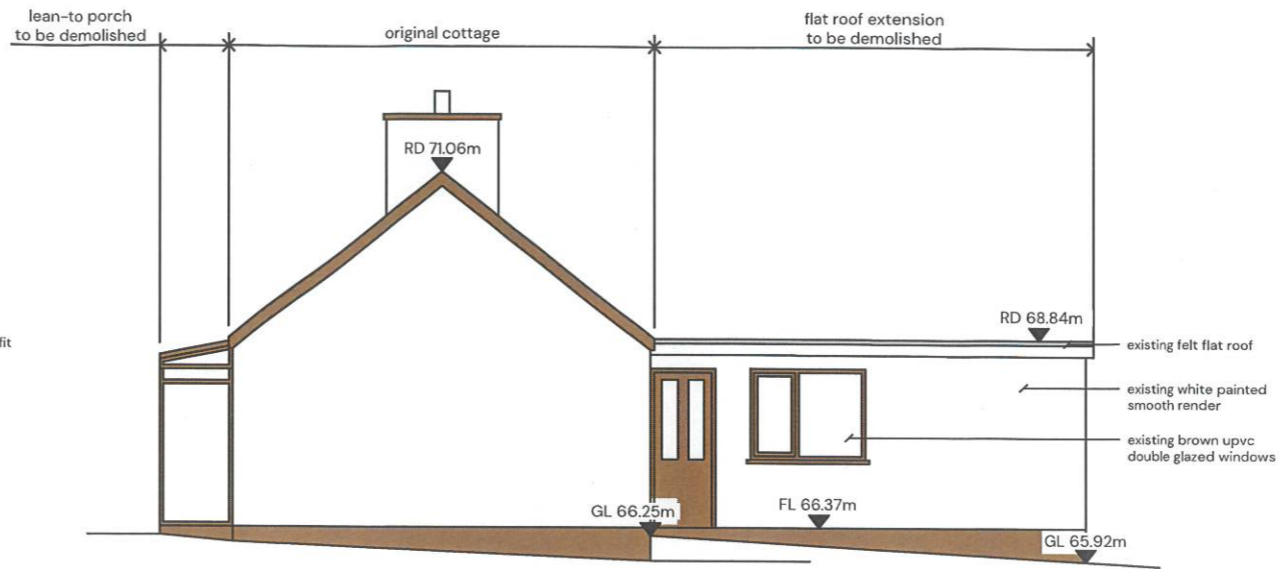 lean-to porch
to be demolished
original cottage
flat roof extension
to be demolished
RD 71.06m
RD 68.84m
fit
existing felt flat roof
existing white painted
smooth render
existing brown upvc
double glazed windows
GL 66.25m
FL 66.37m
GL 65.92m